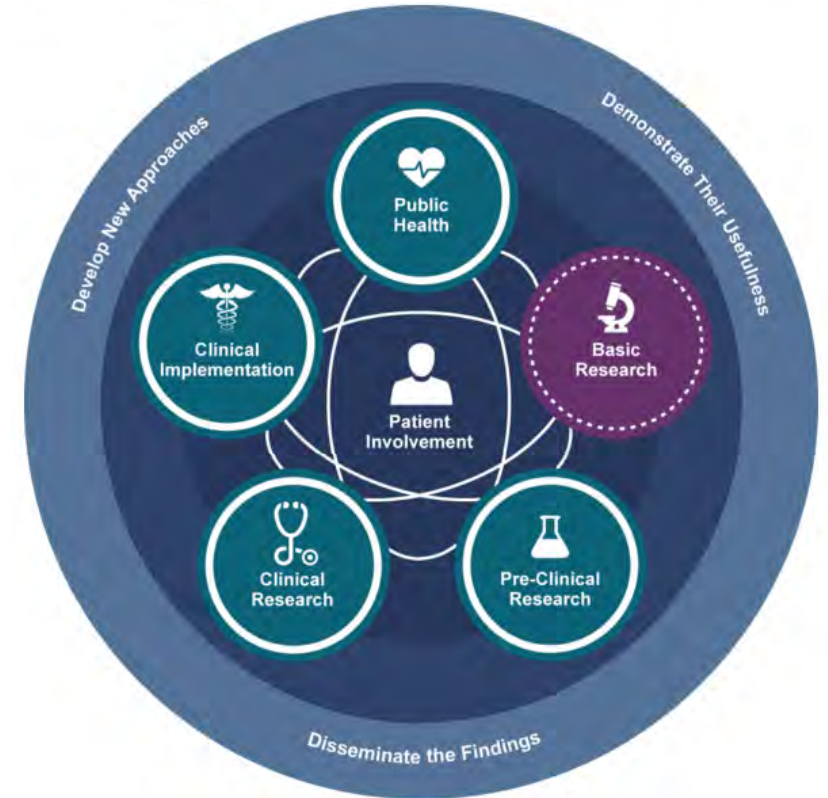 Develop New Approaches
Demonstrate Their Usefulness
Public
Health
Clinical
Implementation
Basic
Research
Patient
Involvement
Clinical
Research
Pre-Clinical
Research
Disseminate the Findings